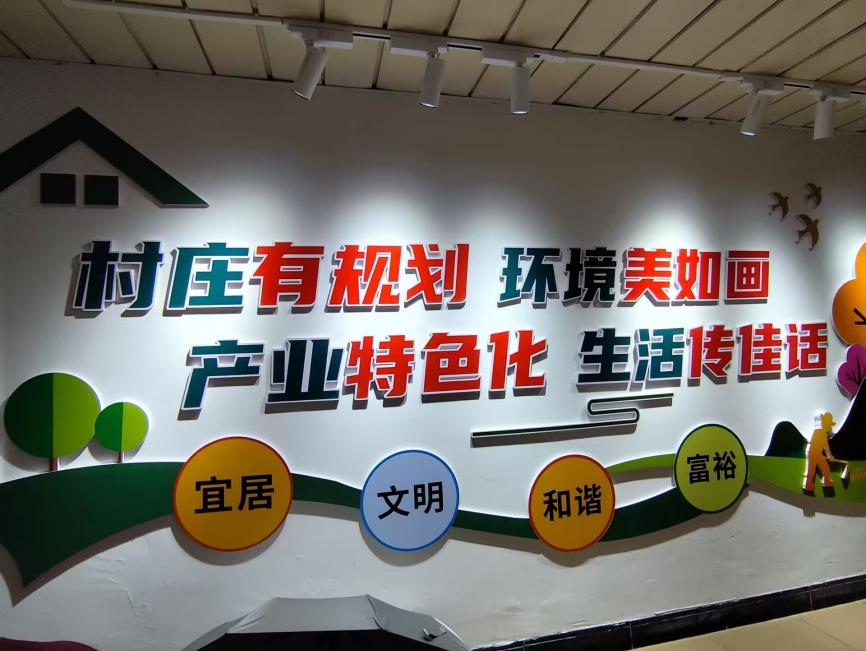 村庄有规划 环境美如画
产业特色化 生活传佳话
宜居
文明
和谐
富裕